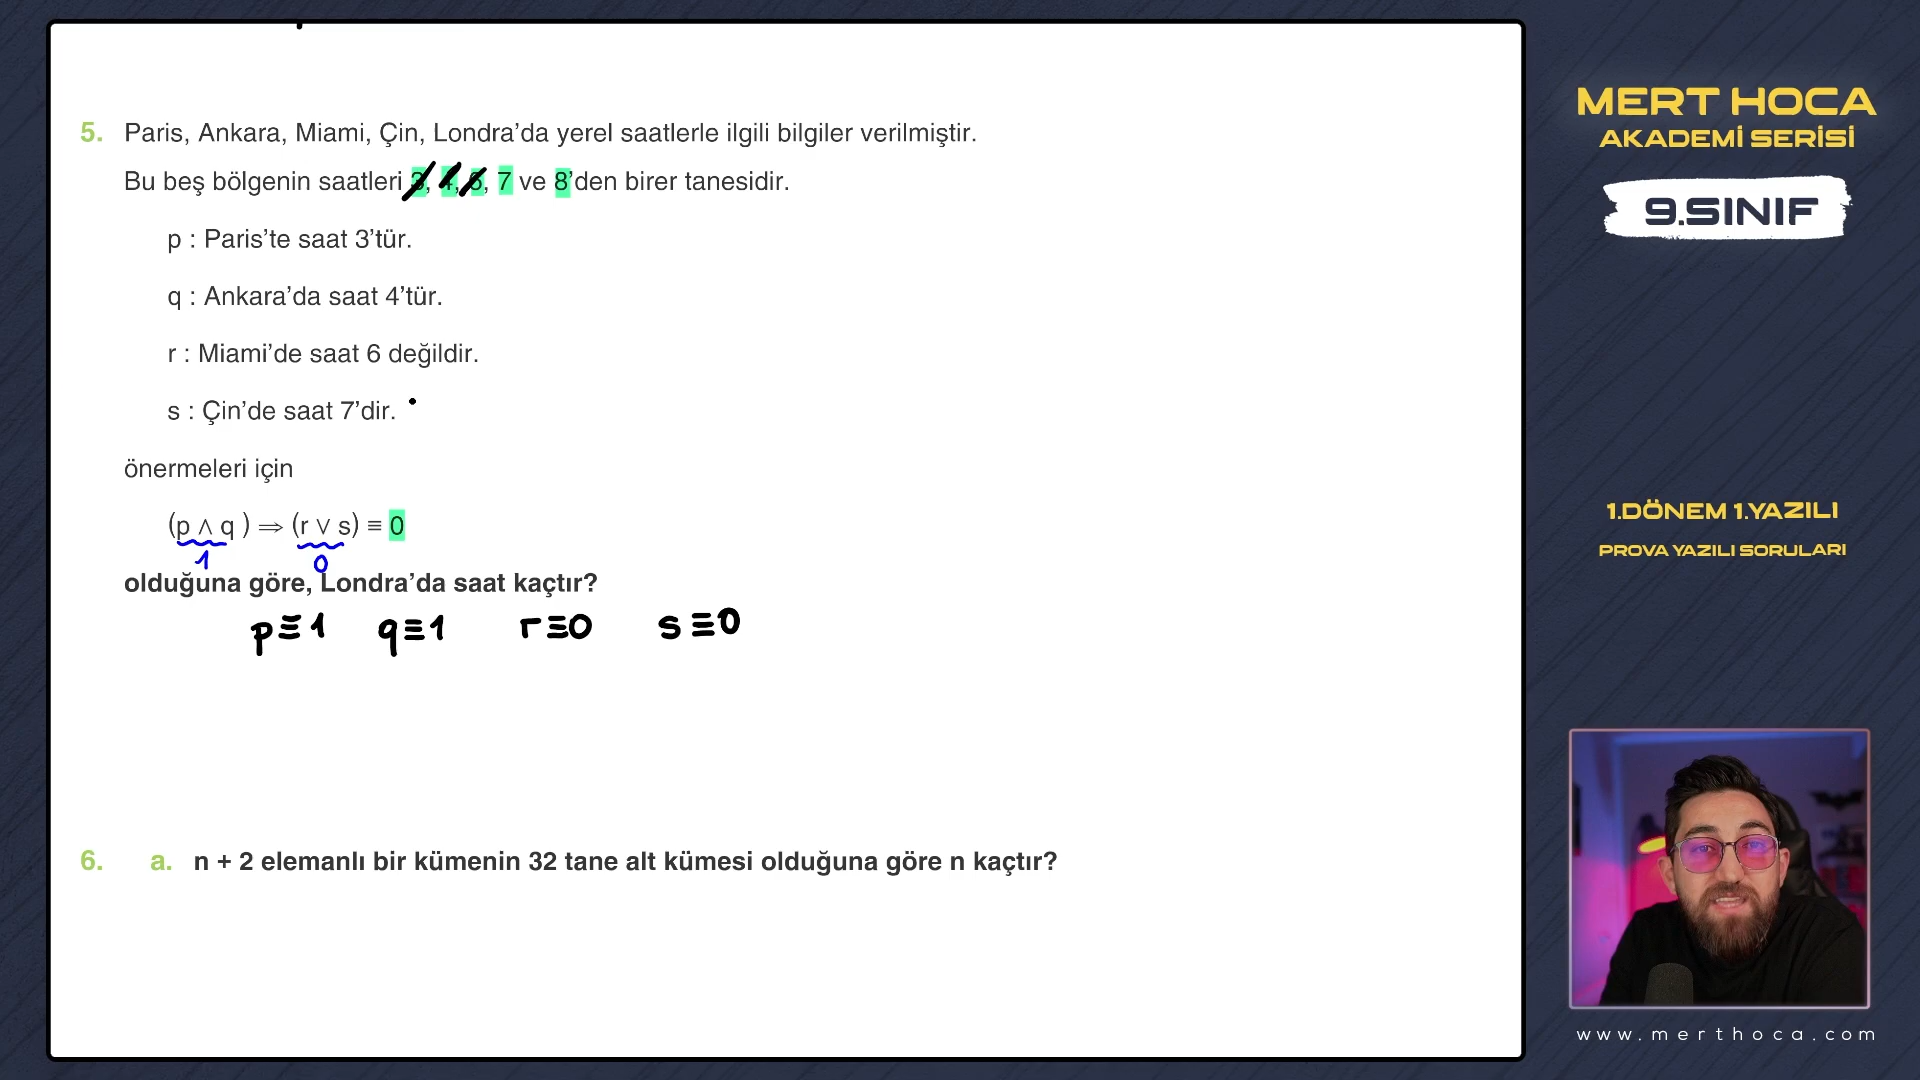 5. Paris, Ankara, Miami, Çin, Londra’da yerel saatlerle ilgili bilgiler verilmiştir.
Bu beş bölgenin saatleri 3, 4, 6, 7 ve 8’den birer tanesidir.
p : Paris’te saat 3’tür.
q : Ankara’da saat 4’tür.
r : Miami’de saat 6 değildir.
s : Çin’de saat 7’dir.
önermeleri için
(p ∧ q ) ⇒ (r ∨ s) ≡ 0
1 0
olduğuna göre, Londra’da saat kaçtır?
p≡1 q≡1 r≡0 s≡0
6. a. n + 2 elemanlı bir kümenin 32 tane alt kümesi olduğuna göre n kaçtır?
MERT HOCA
AKADEMİ SERİSİ
9.SINIF
1.DÖNEM 1.YAZILI
PROVA YAZILI SORULARI
www.merthoca.com